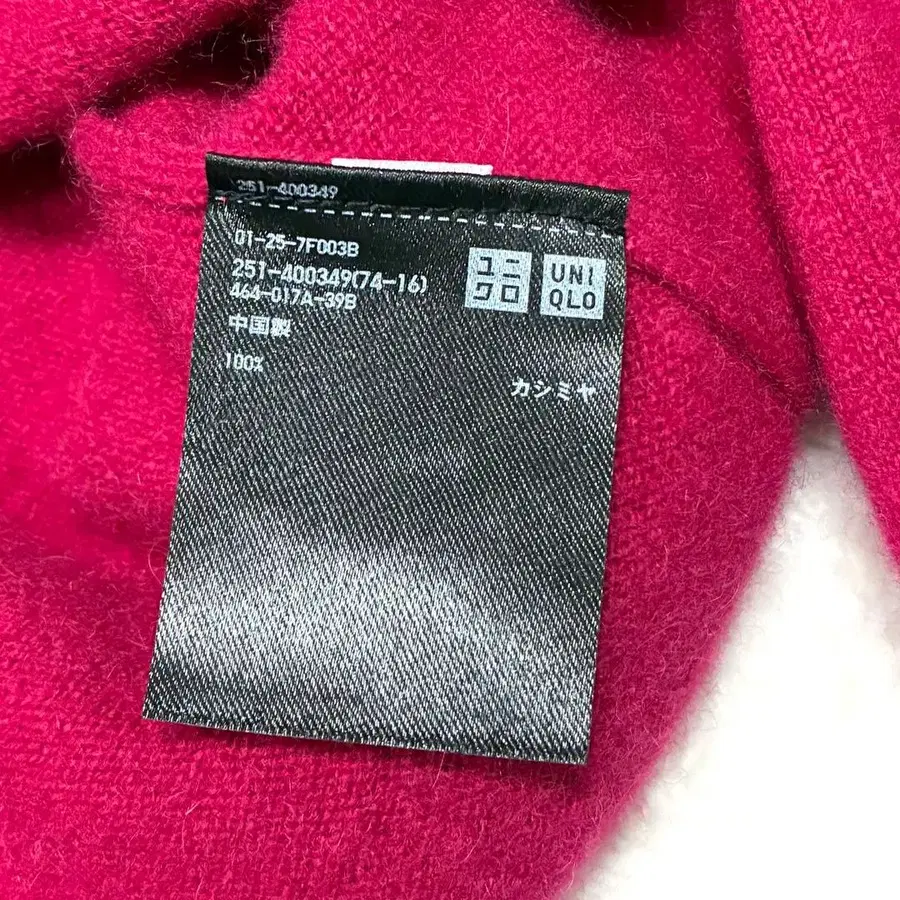 251-400349
01-25-7F003B
251-400349(74-16)
464-017A-39B
中国製
100%
カシミヤ
ユニ
クロ
UNI
QLO